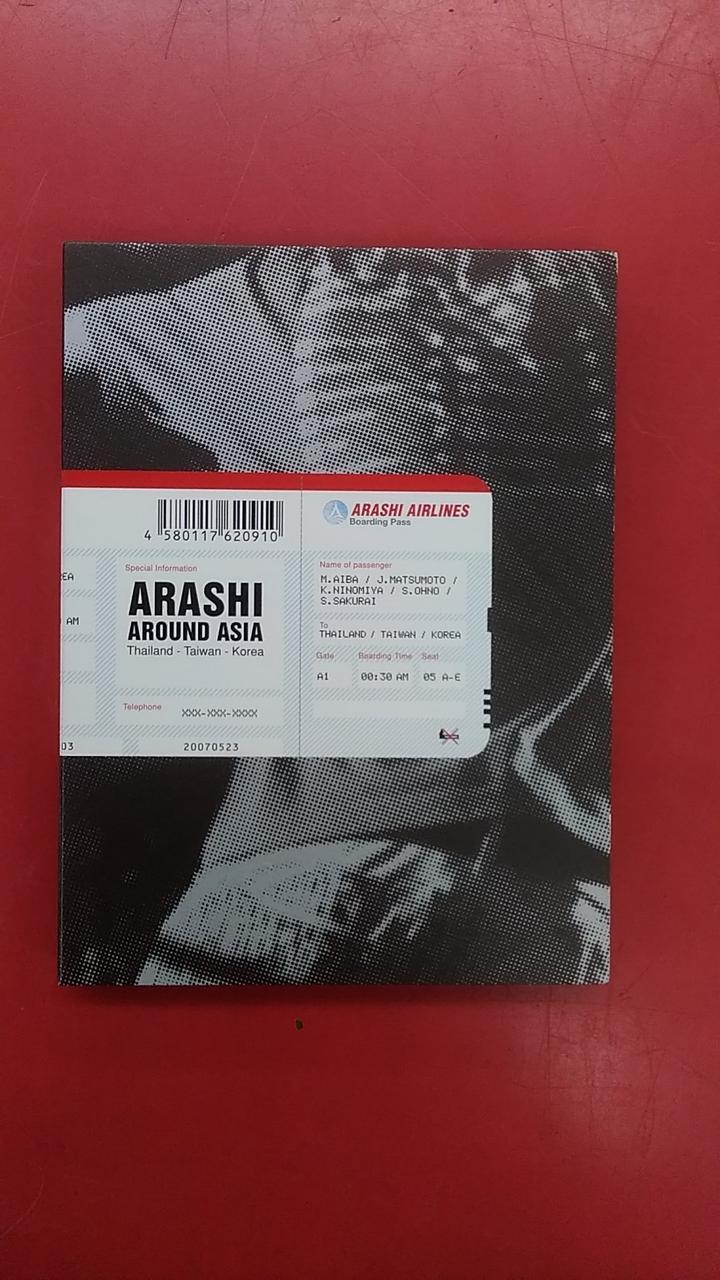 4 580117 620910
ARASHI AIRLINES
Boarding Pass
Special Information
ARASHI
AROUND ASIA
Thailand - Taiwan - Korea
Name of passenger
M.AIBA / J.MATSUMOTO /
K.NINOMIYA / S.OHNO /
S.SAKURAI
To
THAILAND / TAIWAN / KOREA
Gate Boarding Time Seat
A1 00:30 AM 05 A-E
AM
Telephone XXX-XXX-XXXX
03 20070523